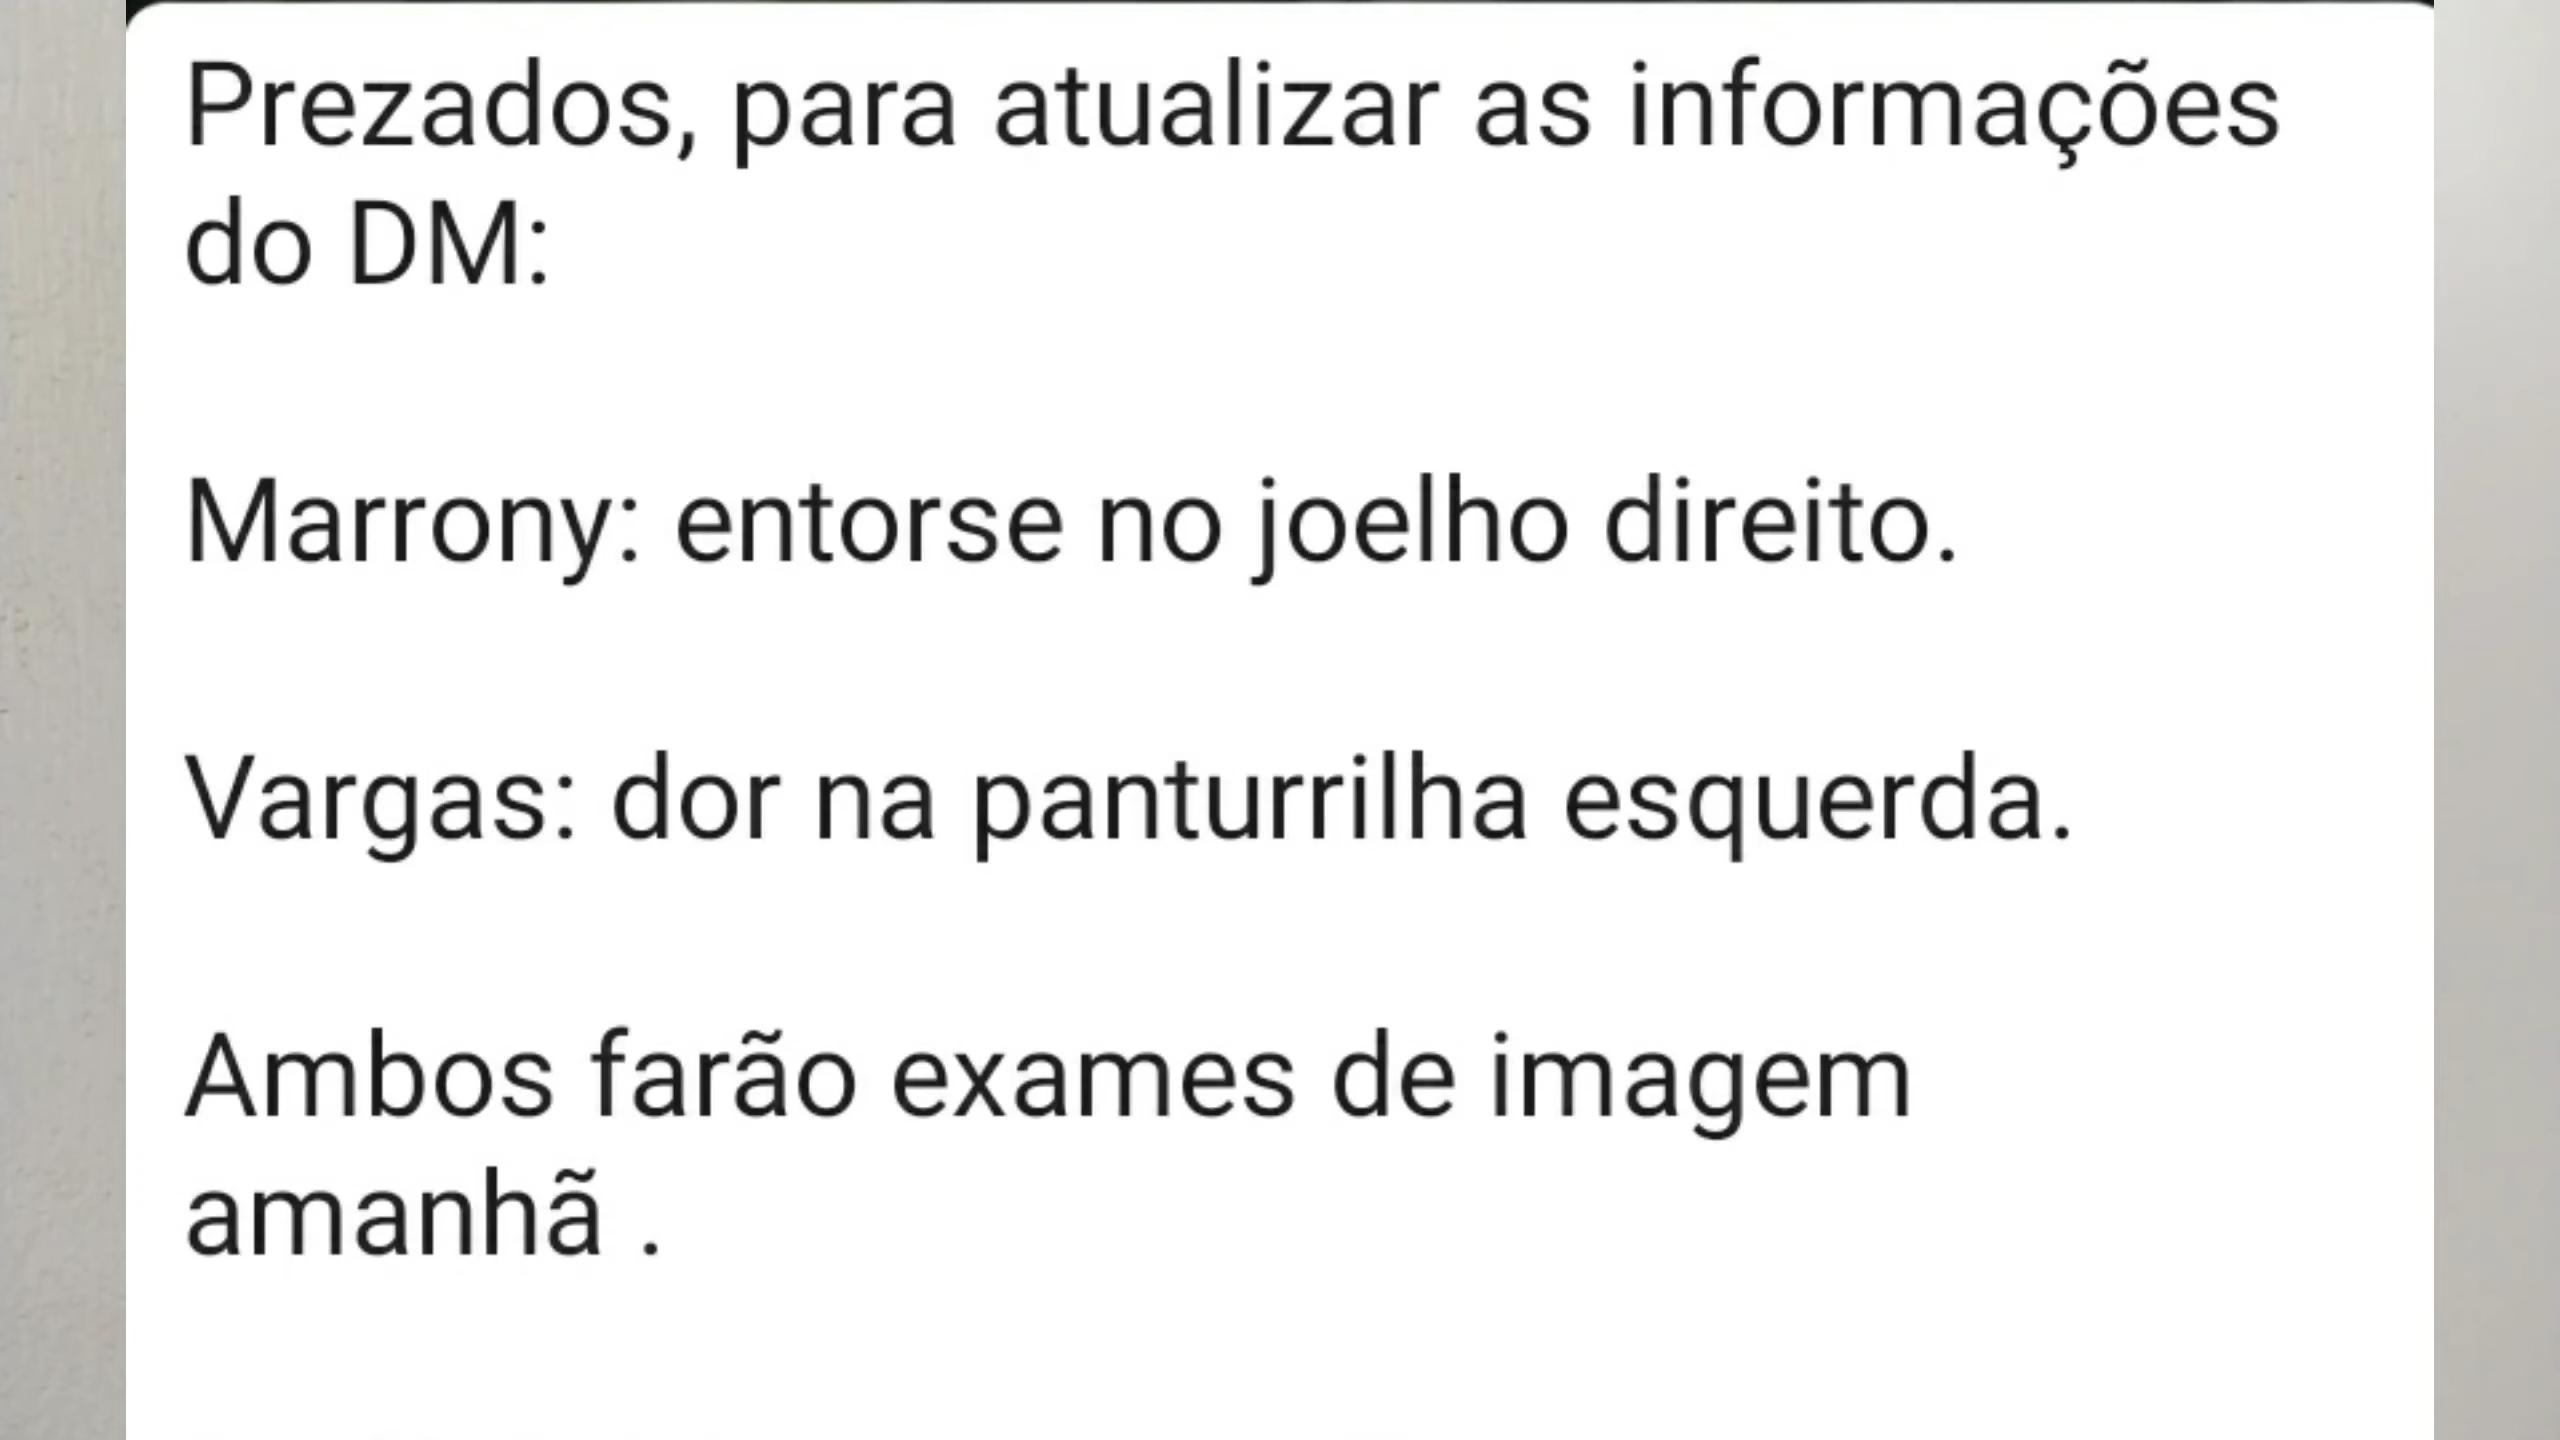 Prezados, para atualizar as informações
do DM:
Marrony: entorse no joelho direito.
Vargas: dor na panturrilha esquerda.
Ambos farão exames de imagem
amanhã .